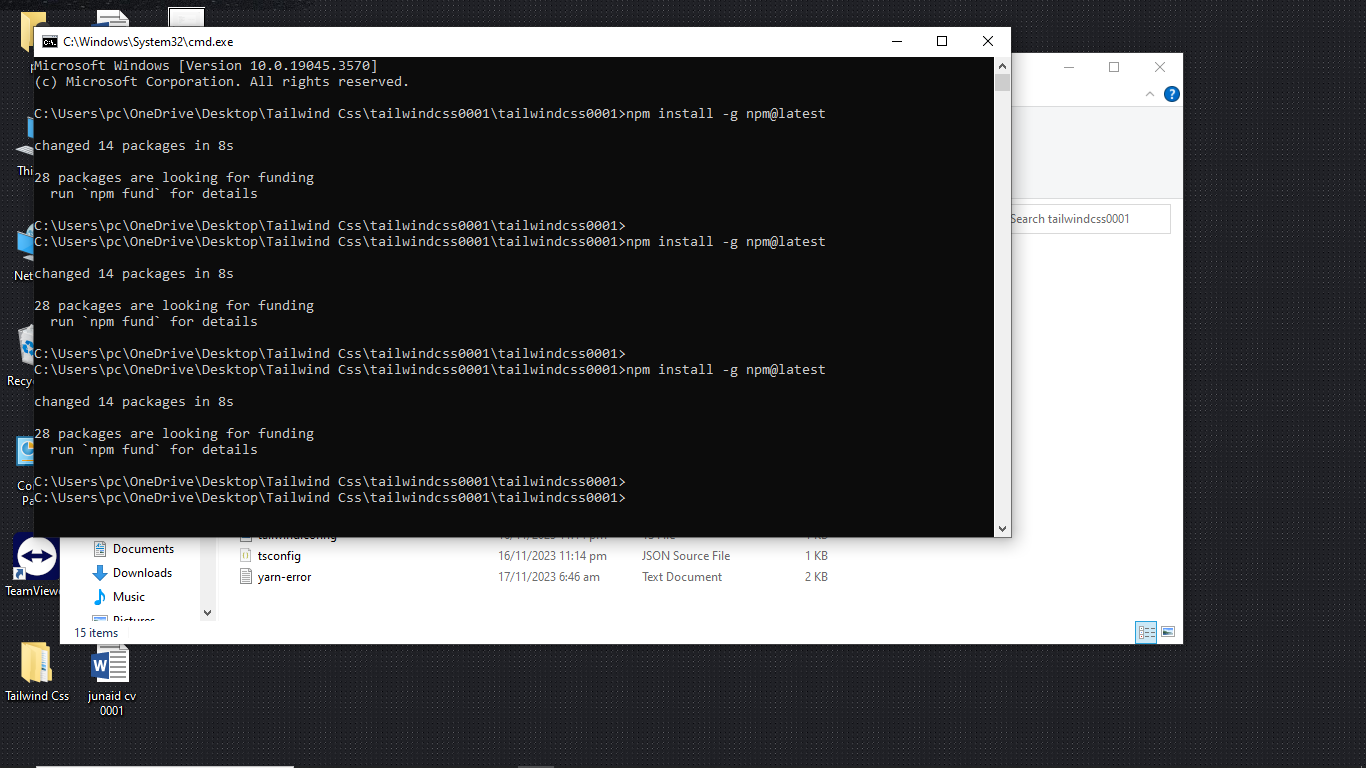 C:\Windows\System32\cmd.exe
Microsoft Windows [Version 10.0.19045.3570]
(c) Microsoft Corporation. All rights reserved.
C:\Users\pc\OneDrive\Desktop\Tailwind Css\tailwindcss0001\tailwindcss0001>npm install -g npm@latest
changed 14 packages in 8s
28 packages are looking for funding
run `npm fund` for details
C:\Users\pc\OneDrive\Desktop\Tailwind Css\tailwindcss0001\tailwindcss0001>
C:\Users\pc\OneDrive\Desktop\Tailwind Css\tailwindcss0001\tailwindcss0001>npm install -g npm@latest
changed 14 packages in 8s
28 packages are looking for funding
run `npm fund` for details
C:\Users\pc\OneDrive\Desktop\Tailwind Css\tailwindcss0001\tailwindcss0001>
C:\Users\pc\OneDrive\Desktop\Tailwind Css\tailwindcss0001\tailwindcss0001>npm install -g npm@latest
changed 14 packages in 8s
28 packages are looking for funding
run `npm fund` for details
C:\Users\pc\OneDrive\Desktop\Tailwind Css\tailwindcss0001\tailwindcss0001>
C:\Users\pc\OneDrive\Desktop\Tailwind Css\tailwindcss0001\tailwindcss0001>
Search tailwindcss0001
Thi
Net
Recy
Co
Pa
TeamView
Documents
Downloads
Music
Pictures
tsconfig 16/11/2023 11:14 pm JSON Source File 1 KB
yarn-error 17/11/2023 6:46 am Text Document 2 KB
15 items
Tailwind Css
junaid cv
0001